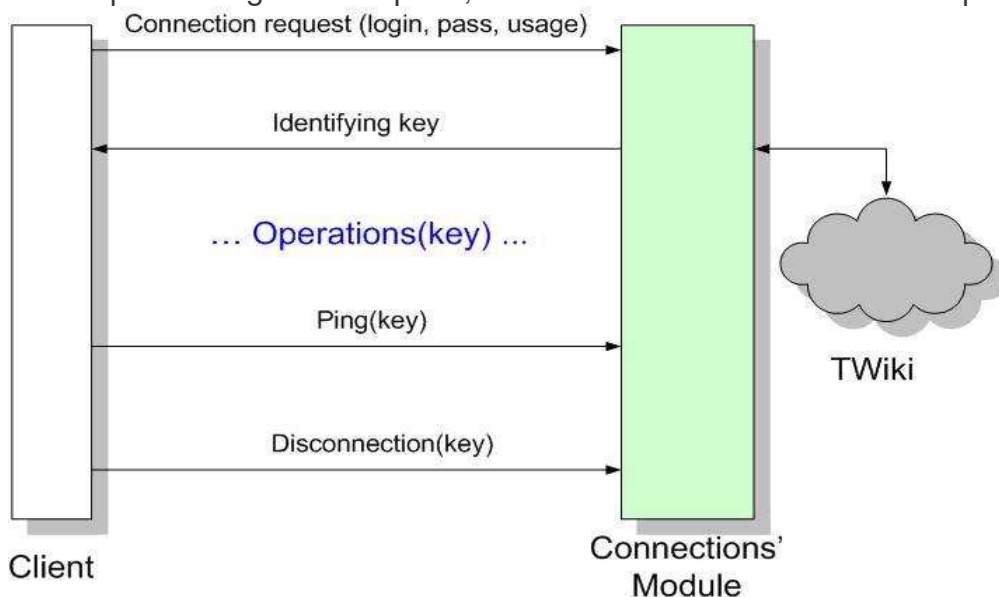 Connection request (login, pass, usage)
Identifying key
... Operations(key) ...
Ping(key)
TWiki
Disconnection(key)
Connections'
Module
Client